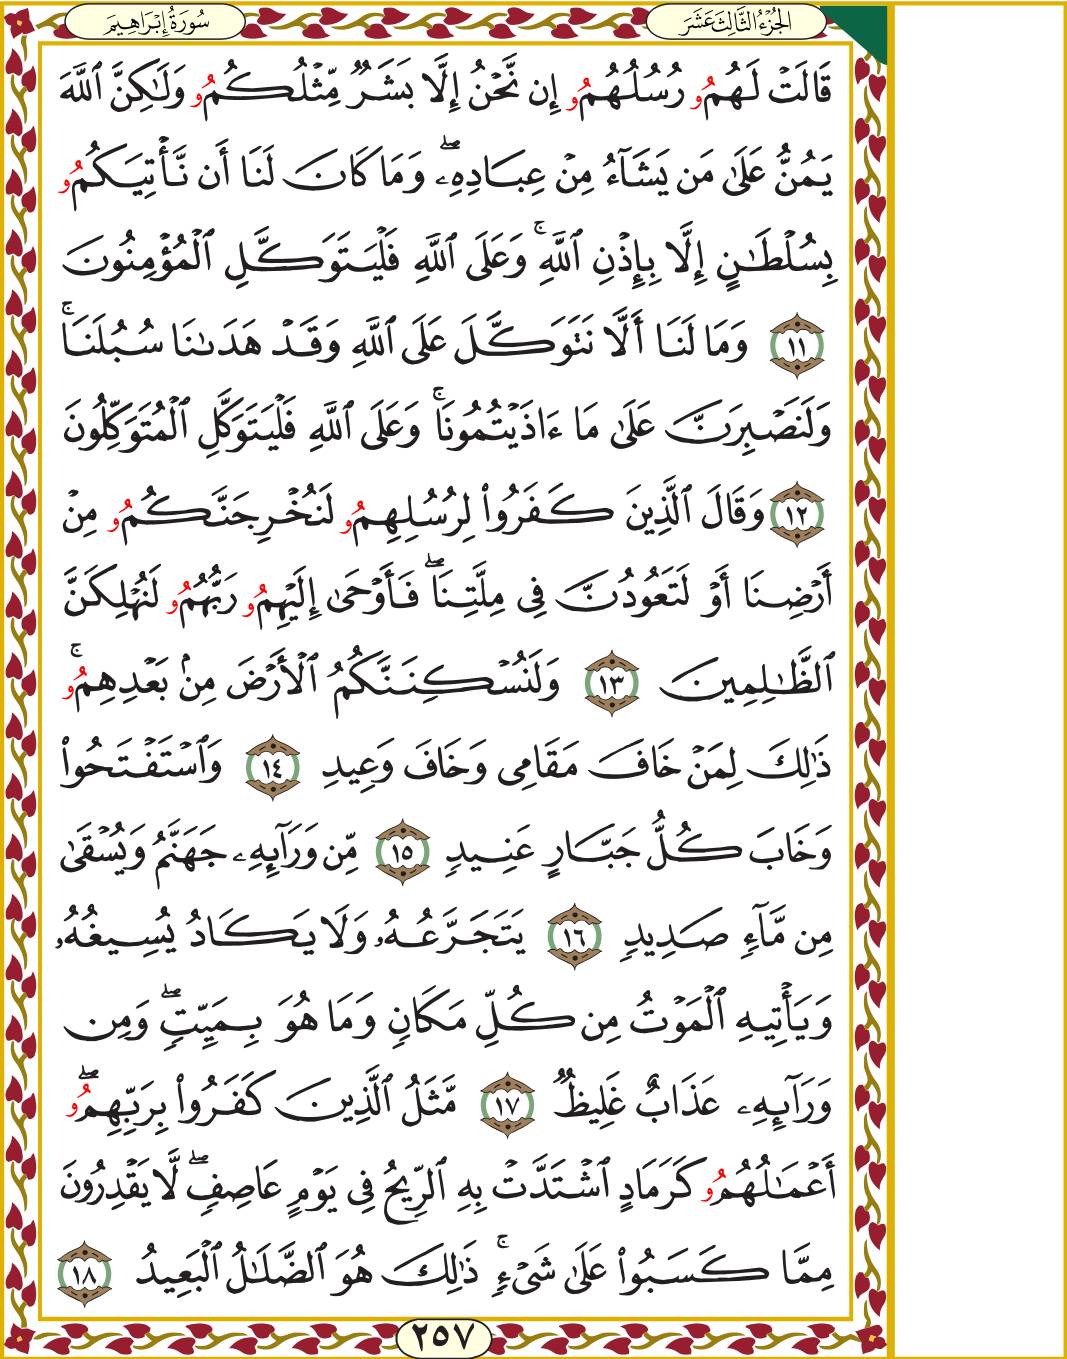 الجُزْءُ الثَّالِثَ عَشَرَ
سُورَةُ إِبْرَاهِيمَ
قَالَتْ لَهُمُۥ رُسُلُهُمُۥ إِن نَّحْنُ إِلَّا بَشَرٌ مِّثْلُكُمُۥ وَلَٰكِنَّ ٱللَّهَ
يَمُنُّ عَلَىٰ مَن يَشَآءُ مِنْ عِبَادِهِۦۖ وَمَا كَانَ لَنَا أَن نَّأْتِيَكُمُۥ
بِسُلْطَٰنٍ إِلَّا بِإِذْنِ ٱللَّهِۚ وَعَلَى ٱللَّهِ فَلْيَتَوَكَّلِ ٱلْمُؤْمِنُونَ
١١ وَمَا لَنَا أَلَّا نَتَوَكَّلَ عَلَى ٱللَّهِ وَقَدْ هَدَىٰنَا سُبُلَنَاۚ
وَلَنَصْبِرَنَّ عَلَىٰ مَا ءَاذَيْتُمُونَاۚ وَعَلَى ٱللَّهِ فَلْيَتَوَكَّلِ ٱلْمُتَوَكِّلُونَ
١٢ وَقَالَ ٱلَّذِينَ كَفَرُوا۟ لِرُسُلِهِمُۥ لَنُخْرِجَنَّكُمُۥ مِنْ
أَرْضِنَا أَوْ لَتَعُودُنَّ فِى مِلَّتِنَاۖ فَأَوْحَىٰ إِلَيْهِمُۥ رَبُّهُمُۥ لَنُهْلِكَنَّ
ٱلظَّٰلِمِينَ ١٣ وَلَنُسْكِنَنَّكُمُ ٱلْأَرْضَ مِنۢ بَعْدِهِمُۥۚ
ذَٰلِكَ لِمَنْ خَافَ مَقَامِى وَخَافَ وَعِيدِ ١٤ وَٱسْتَفْتَحُوا۟
وَخَابَ كُلُّ جَبَّارٍ عَنِيدٍ ١٥ مِّن وَرَآئِهِۦ جَهَنَّمُ وَيُسْقَىٰ
مِن مَّآءٍ صَدِيدٍ ١٦ يَتَجَرَّعُهُۥ وَلَا يَكَادُ يُسِيغُهُۥ
وَيَأْتِيهِ ٱلْمَوْتُ مِن كُلِّ مَكَانٍ وَمَا هُوَ بِمَيِّتٍۖ وَمِن
وَرَآئِهِۦ عَذَابٌ غَلِيظٌ ١٧ مَّثَلُ ٱلَّذِينَ كَفَرُوا۟ بِرَبِّهِمُۥۖ
أَعْمَٰلُهُمُۥ كَرَمَادٍ ٱشْتَدَّتْ بِهِ ٱلرِّيحُ فِى يَوْمٍ عَاصِفٍۖ لَّا يَقْدِرُونَ
مِمَّا كَسَبُوا۟ عَلَىٰ شَىْءٍۚ ذَٰلِكَ هُوَ ٱلضَّلَٰلُ ٱلْبَعِيدُ ١٨
٢٥٧